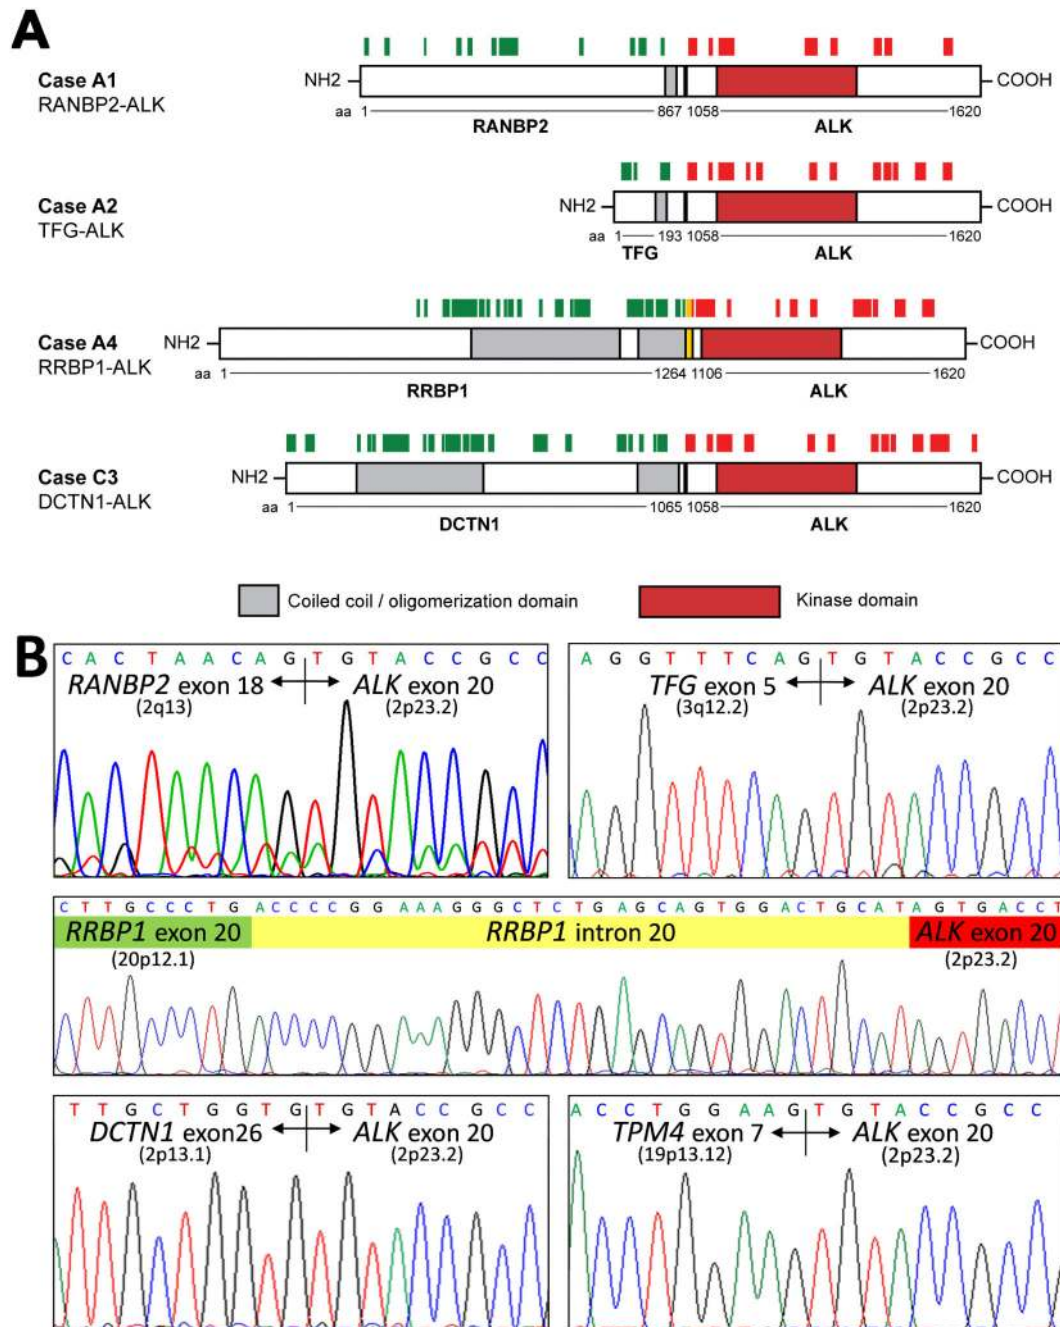 A
Case A1
RANBP2-ALK
NH2
COOH
aa 1 867 1058 1620
RANBP2 ALK
Case A2
TFG-ALK
NH2
COOH
aa 1 193 1058 1620
TFG ALK
Case A4
RRBP1-ALK
NH2
COOH
aa 1 1264 1106 1620
RRBP1 ALK
Case C3
DCTN1-ALK
NH2
COOH
aa 1 1065 1058 1620
DCTN1 ALK
Coiled coil / oligomerization domain
Kinase domain
B
C A C T A A C A G T G T A C C G C C
RANBP2 exon 18 ALK exon 20
(2q13) (2p23.2)
A G G T T T C A G T G T A C C G C C
TFG exon 5 ALK exon 20
(3q12.2) (2p23.2)
C T T G C C C T G A C C C C G G A A A G G G C T C T G A G C A G T G G A C T G C A T A G T G A C C T
RRBP1 exon 20 RRBP1 intron 20 ALK exon 20
(20p12.1) (2p23.2)
T T G C T G G T G T G T A C C G C C
DCTN1 exon26 ALK exon 20
(2p13.1) (2p23.2)
A C C T G G A A G T G T A C C G C C
TPM4 exon 7 ALK exon 20
(19p13.12) (2p23.2)